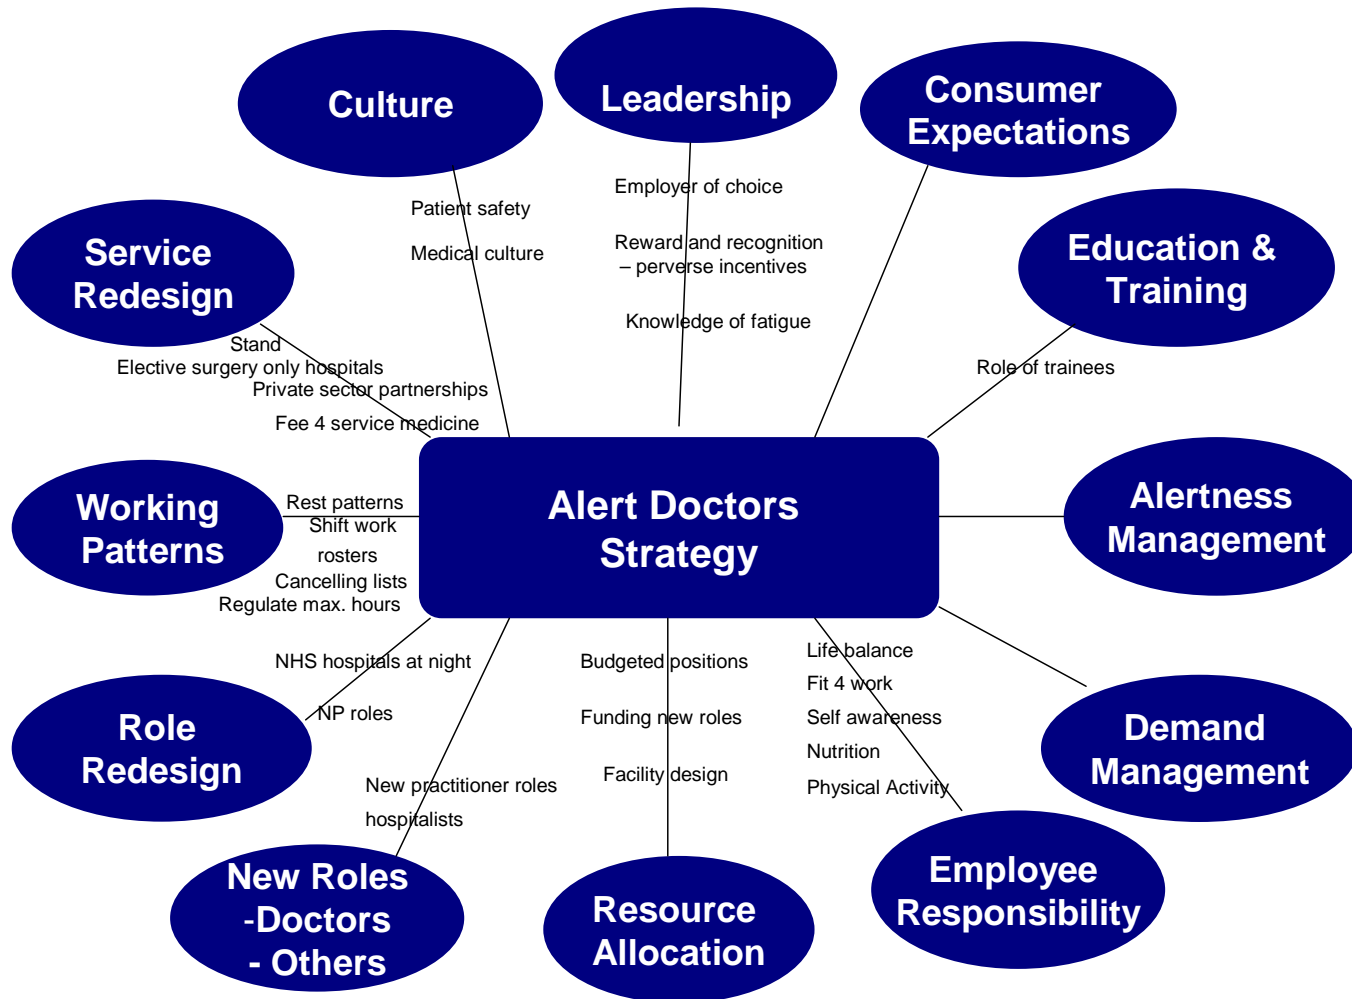 Culture
Leadership
Consumer
Expectations
Patient safety
Medical culture
Employer of choice
Reward and recognition
– perverse incentives
Knowledge of fatigue
Service
Redesign
Education &
Training
Stand
Elective surgery only hospitals
Private sector partnerships
Fee 4 service medicine
Role of trainees
Working
Patterns
Rest patterns
Shift work
rosters
Cancelling lists
Regulate max. hours
Alert Doctors
Strategy
Alertness
Management
NHS hospitals at night
NP roles
Role
Redesign
New practitioner roles
hospitalists
Budgeted positions
Funding new roles
Facility design
Life balance
Fit 4 work
Self awareness
Nutrition
Physical Activity
Demand
Management
New Roles
-Doctors
- Others
Resource
Allocation
Employee
Responsibility